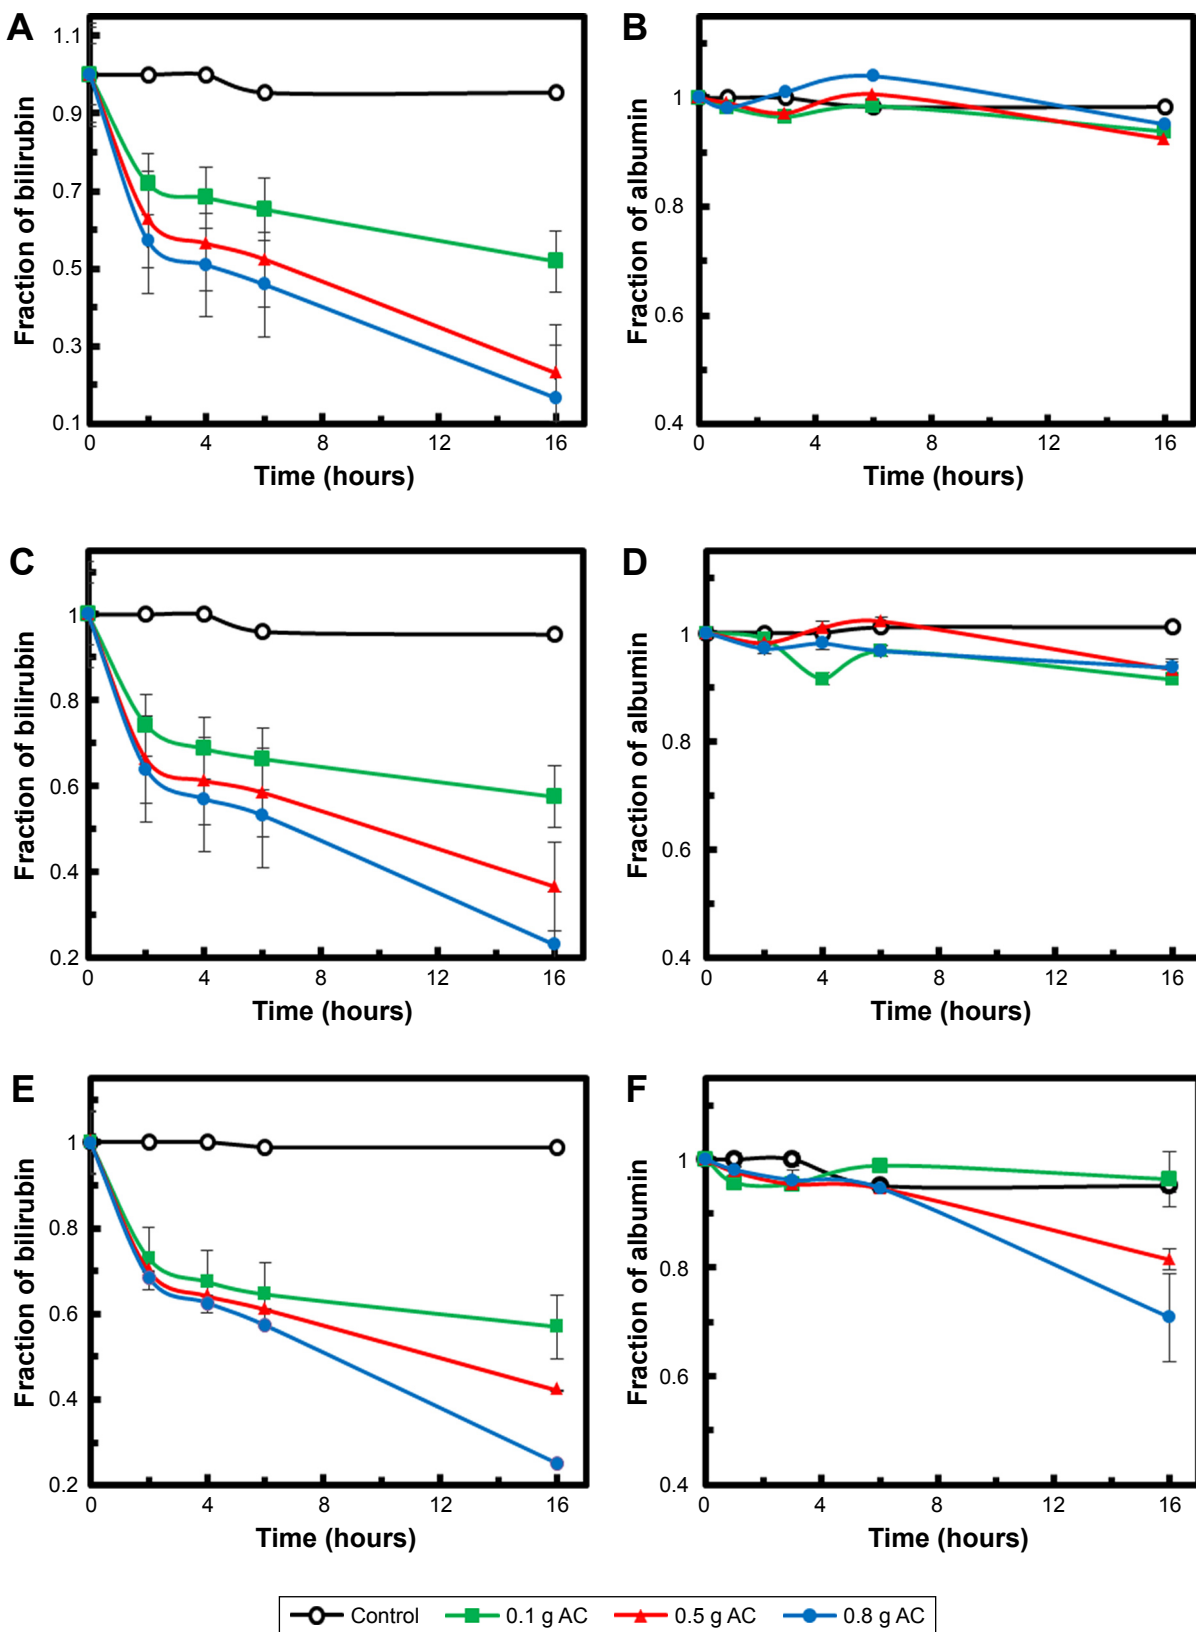 A
Fraction of bilirubin
1.1
0.9
0.7
0.5
0.3
0.1
0 4 8 12 16
Time (hours)
B
Fraction of albumin
1
0.8
0.6
0.4
0 4 8 12 16
Time (hours)
C
Fraction of bilirubin
1
0.8
0.6
0.4
0.2
0 4 8 12 16
Time (hours)
D
Fraction of albumin
1
0.8
0.6
0.4
0 4 8 12 16
Time (hours)
E
Fraction of bilirubin
1
0.8
0.6
0.4
0.2
0 4 8 12 16
Time (hours)
F
Fraction of albumin
1
0.8
0.6
0.4
0 4 8 12 16
Time (hours)
Control 0.1 g AC 0.5 g AC 0.8 g AC